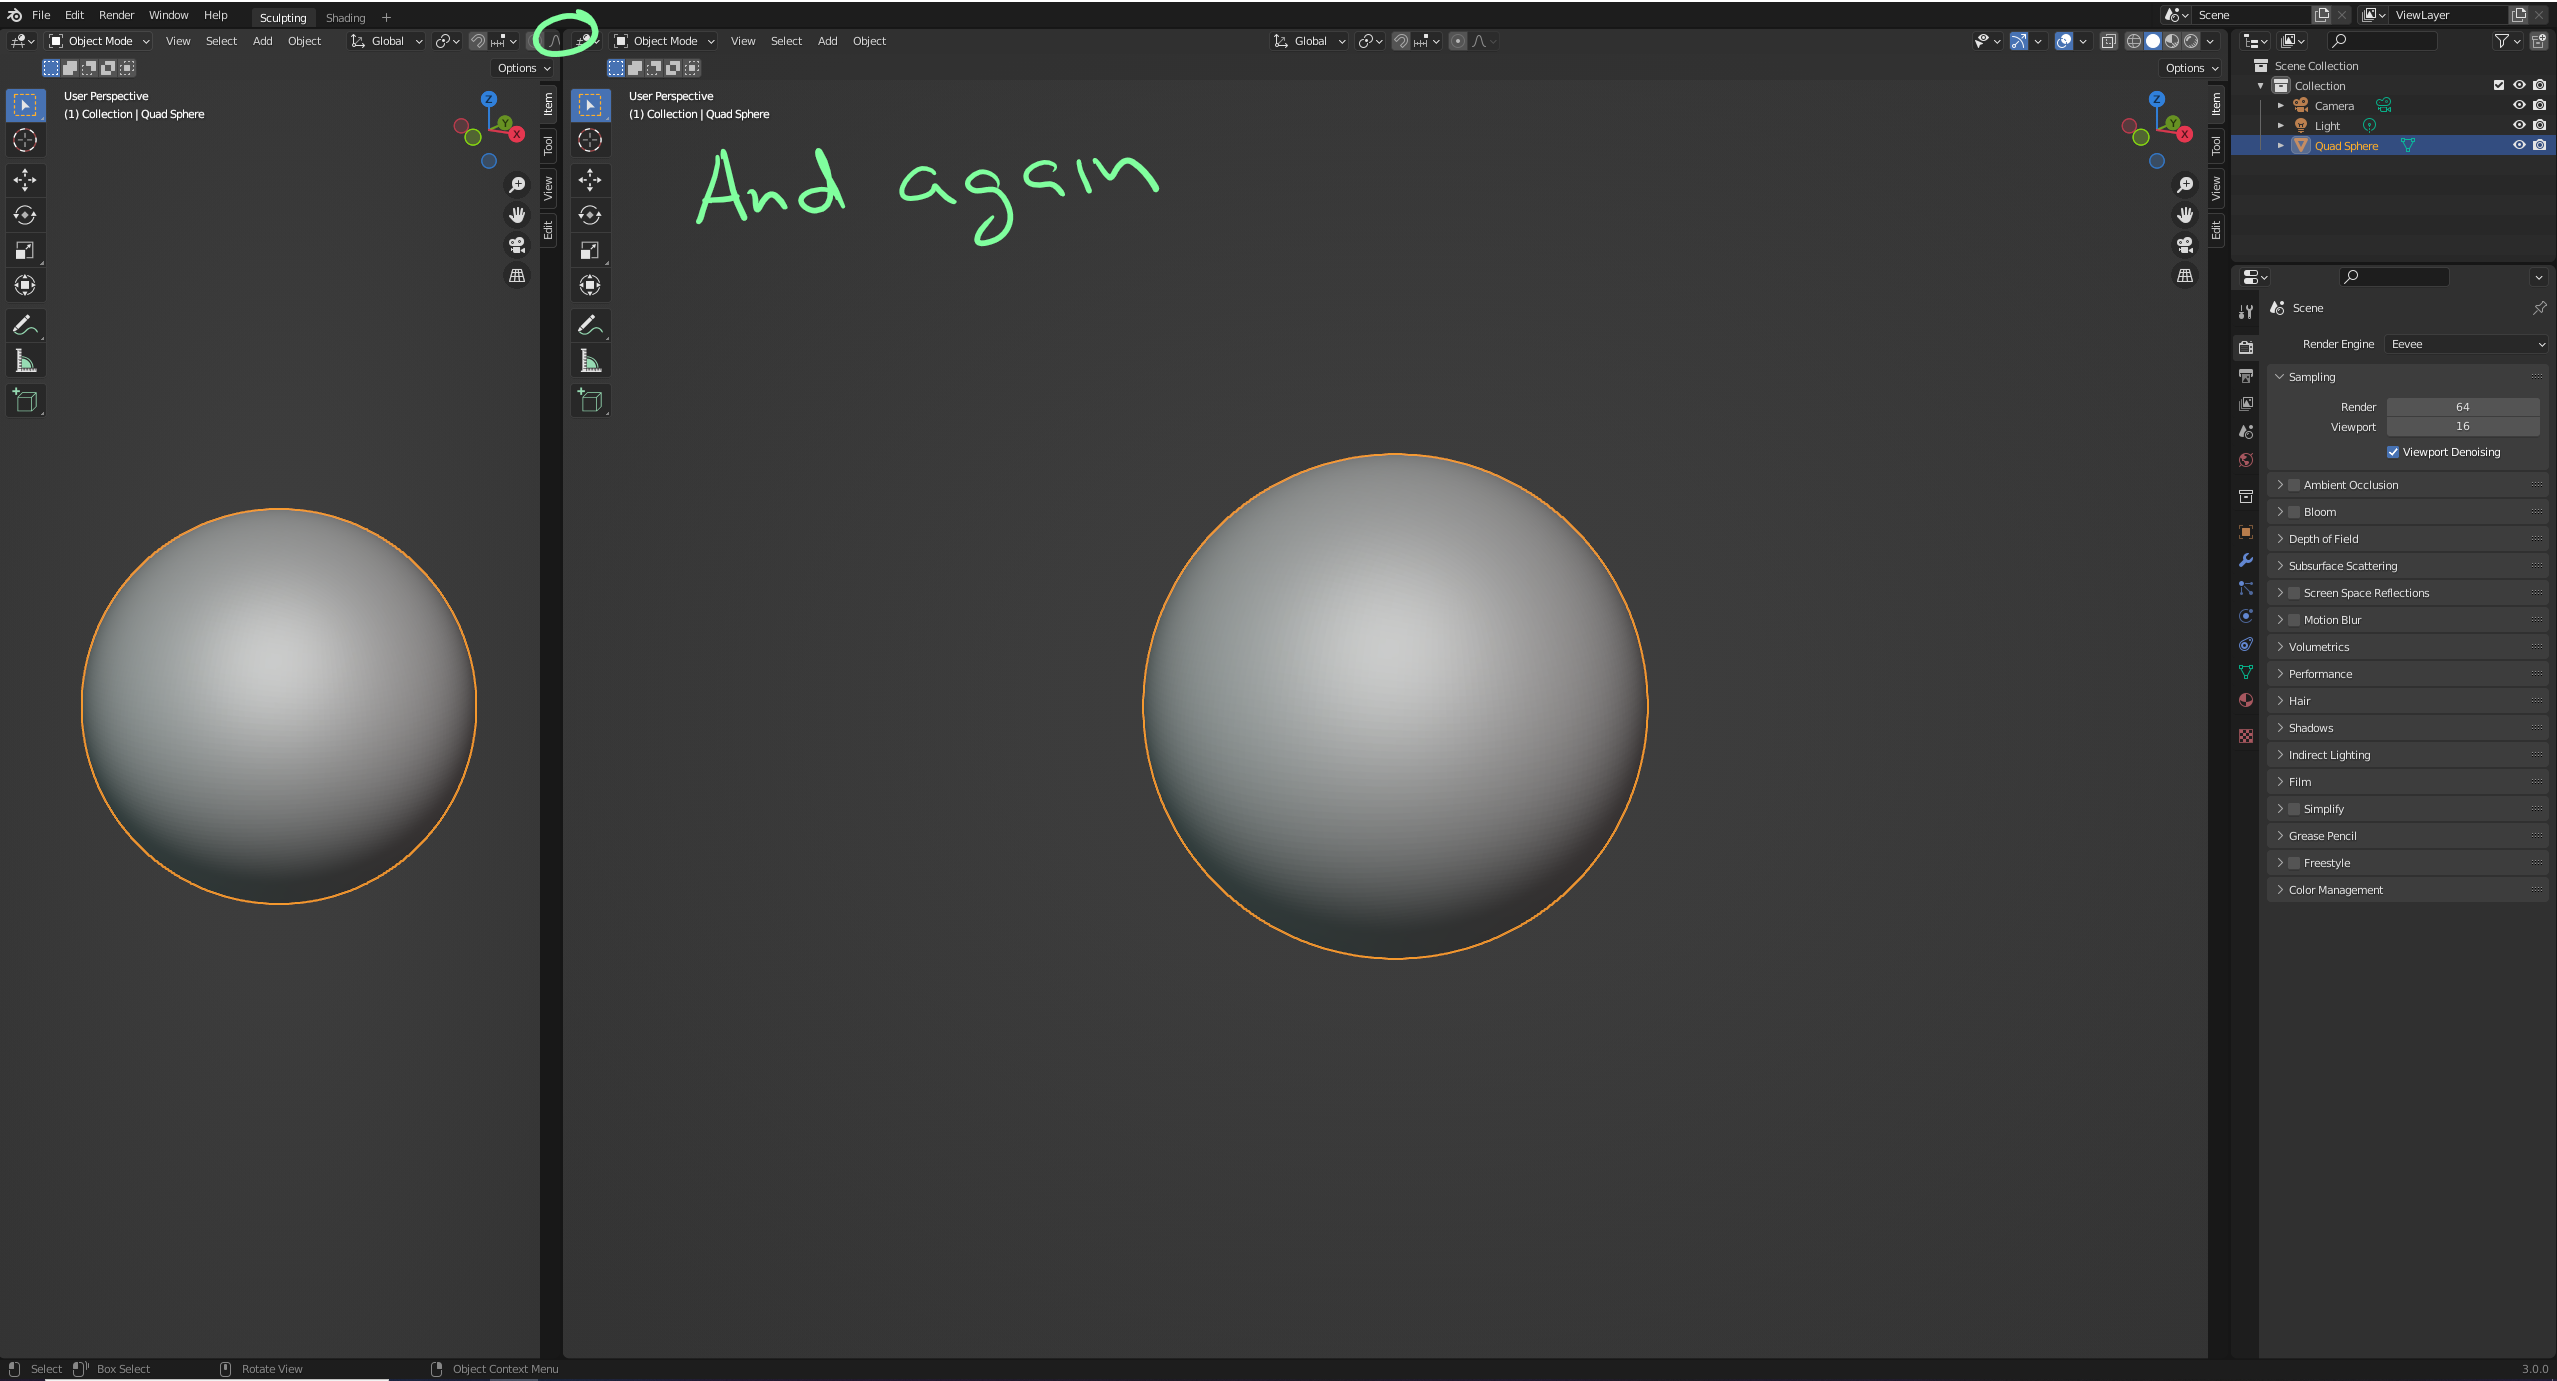 File Edit Render Window Help Sculpting Shading + Scene ViewLayer
Object Mode View Select Add Object Global
Options
User Perspective
(1) Collection | Quad Sphere
Z
Y
X
Item
Tool
View
Edit
Object Mode View Select Add Object Global
Options
User Perspective
(1) Collection | Quad Sphere
And again
Z
Y
X
Item
Tool
View
Edit
Scene Collection
Collection
Camera
Light
Quad Sphere
Scene
Render Engine Eevee
Sampling
Render 64
Viewport 16
Viewport Denoising
Ambient Occlusion
Bloom
Depth of Field
Subsurface Scattering
Screen Space Reflections
Motion Blur
Volumetrics
Performance
Hair
Shadows
Indirect Lighting
Film
Simplify
Grease Pencil
Freestyle
Color Management
Select Box Select Rotate View Object Context Menu 3.0.0